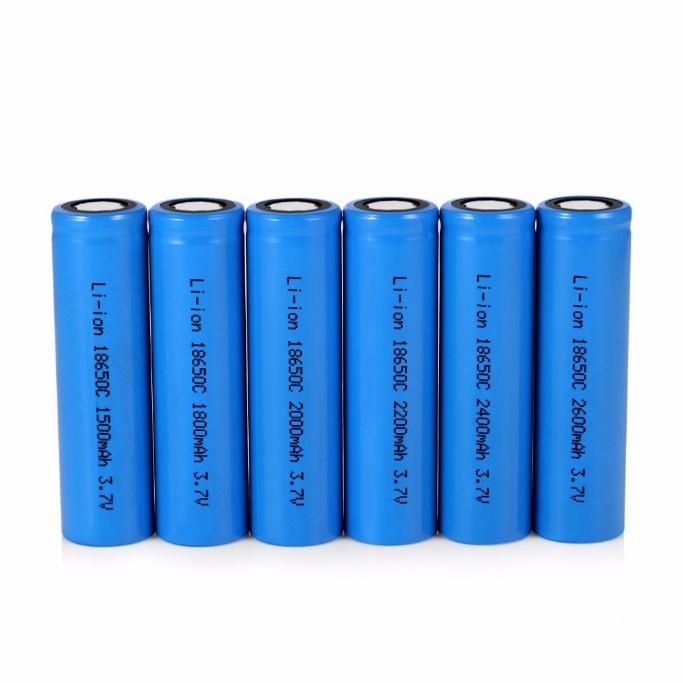 Li-ion 18650C 1500mAh 3.7V
Li-ion 18650C 1800mAh 3.7V
Li-ion 18650C 2000mAh 3.7V
Li-ion 18650C 2200mAh 3.7V
Li-ion 18650C 2400mAh 3.7V
Li-ion 18650C 2600mAh 3.7V